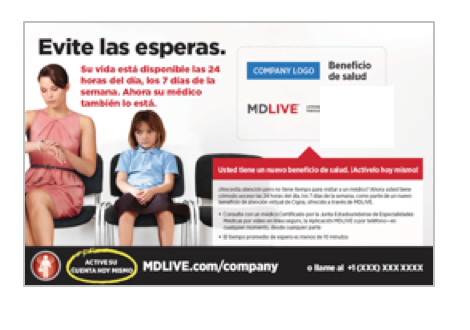 Evite las esperas.
Su vida está disponible las 24
horas del día, los 7 días de la
semana. Ahora su médico
también lo está.
COMPANY LOGO
Beneficio
de salud
MDLIVE
Usted tiene un nuevo beneficio de salud. ¡Actívelo hoy mismo!
¿Necesita atención pero no tiene tiempo para visitar a un médico? Ahora usted tiene
cómodo acceso las 24 horas del día, los 7 días de la semana, como parte de un nuevo
beneficio de atención virtual de Cigna, ofrecido a través de MDLIVE.
• Consulta con un médico Certificado por la Junta Estadounidense de Especialidades
Médicas por video en línea seguro, la Aplicación MDLIVE o por teléfono—en
cualquier momento, desde cualquier parte
• El tiempo promedio de espera es menos de 10 minutos
ACTIVE SU
CUENTA HOY MISMO
MDLIVE.com/company
o llame al +1 (XXX) XXX XXXX